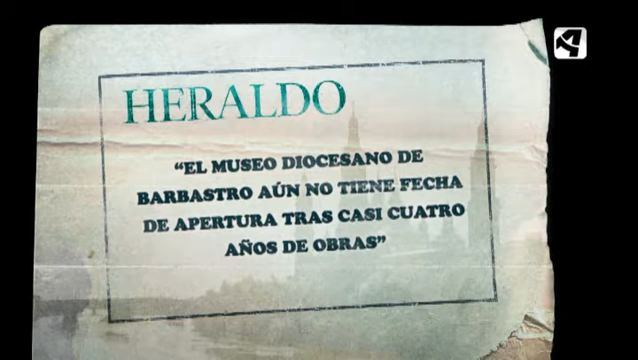 HERALDO
“EL MUSEO DIOCESANO DE
BARBASTRO AÚN NO TIENE FECHA
DE APERTURA TRAS CASI CUATRO
AÑOS DE OBRAS”